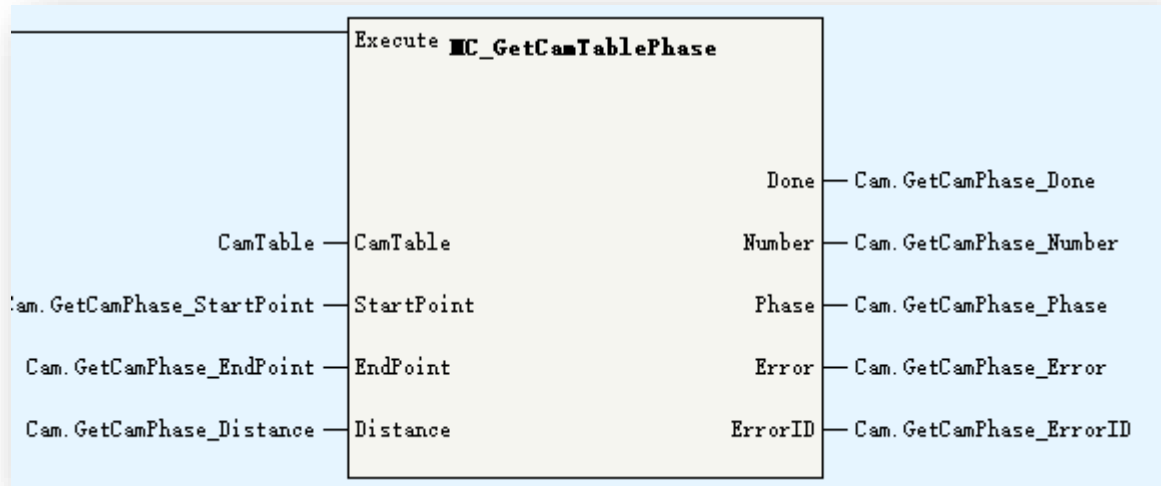 Execute MC_GetCamTablePhase
Done Cam.GetCamPhase_Done
CamTable CamTable Number Cam.GetCamPhase_Number
am.GetCamPhase_StartPoint StartPoint Phase Cam.GetCamPhase_Phase
Cam.GetCamPhase_EndPoint EndPoint Error Cam.GetCamPhase_Error
Cam.GetCamPhase_Distance Distance ErrorID Cam.GetCamPhase_ErrorID